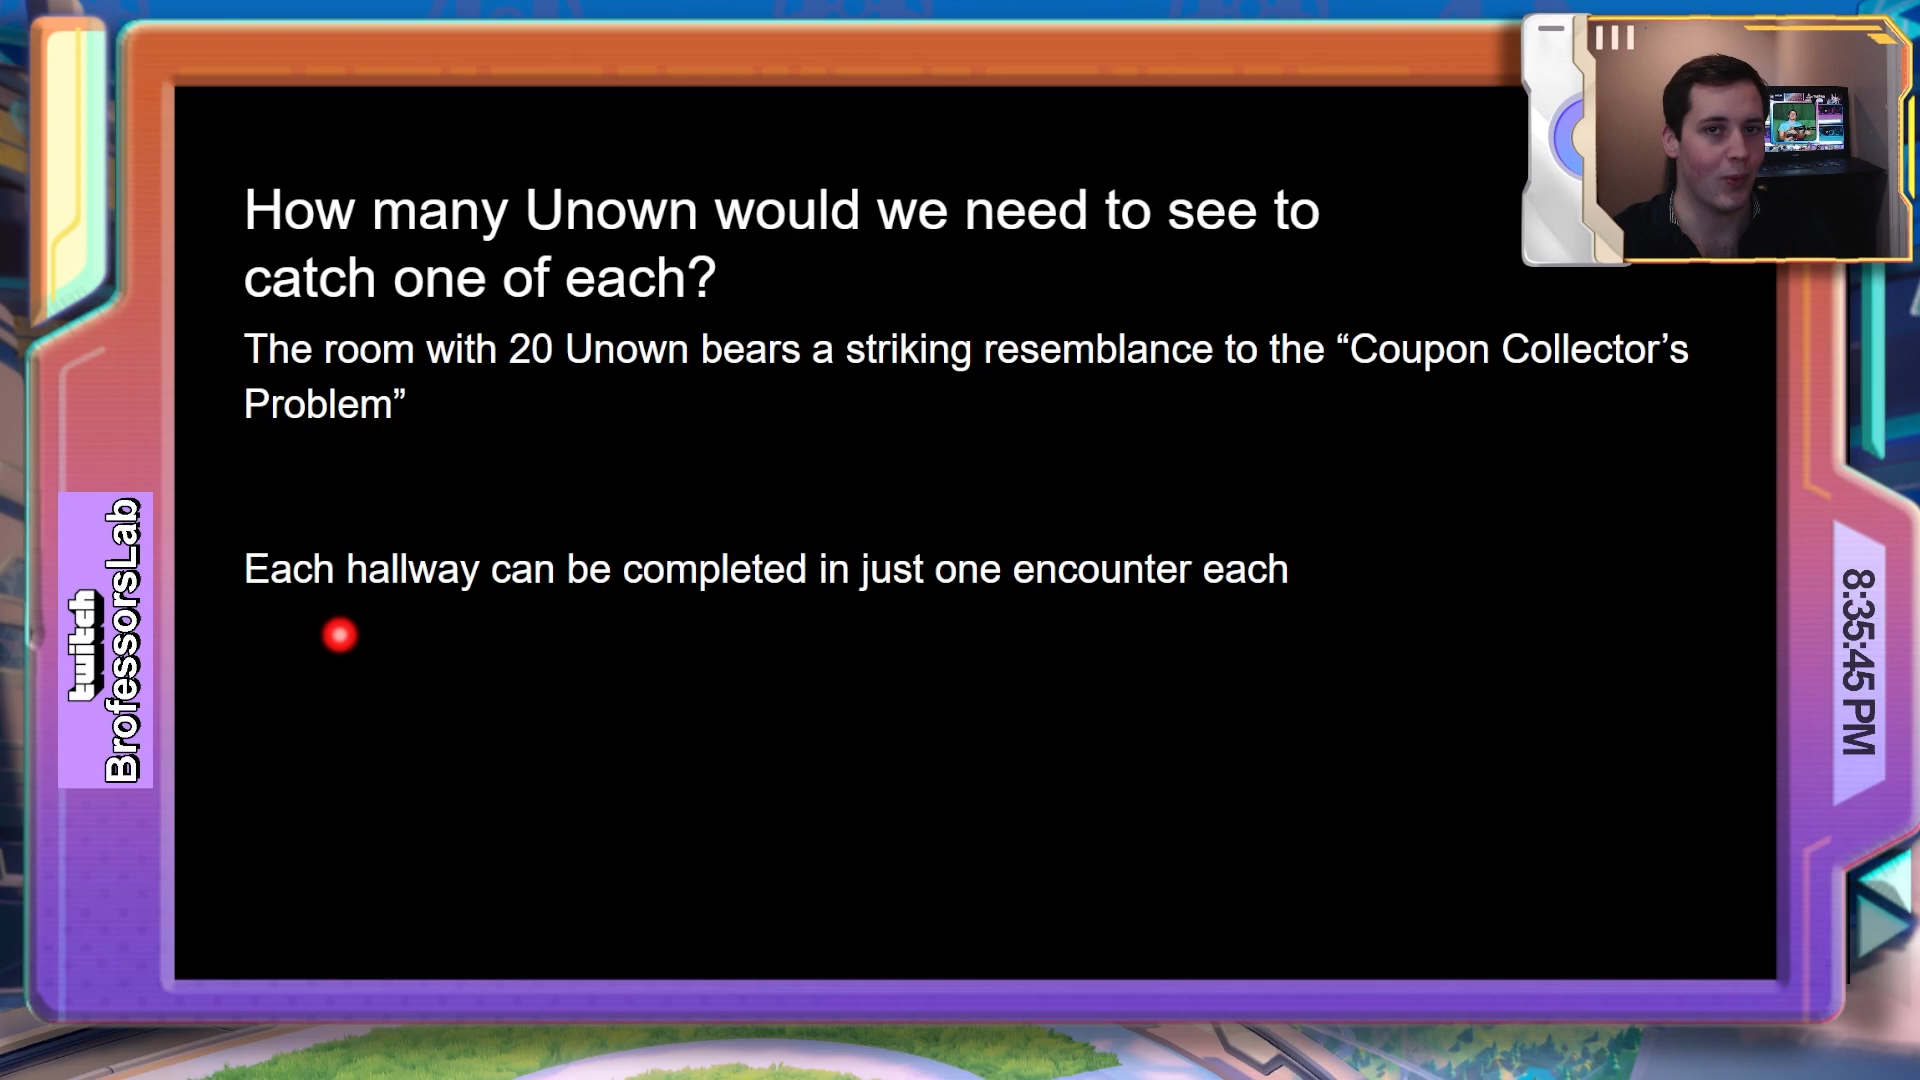 How many Unown would we need to see to
catch one of each?
The room with 20 Unown bears a striking resemblance to the “Coupon Collector’s
Problem”
Each hallway can be completed in just one encounter each
twitch
BrofessorsLab
8:35:45 PM